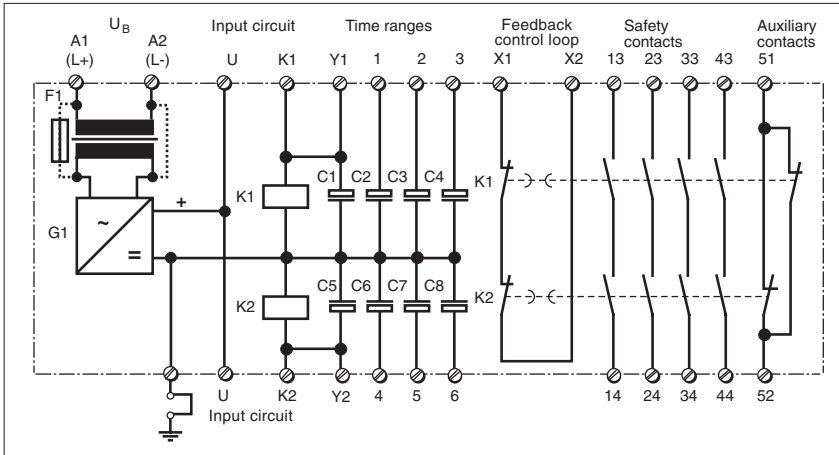 U_B Input circuit Time ranges Feedback control loop Safety contacts Auxiliary contacts
A1 (L+) A2 (L-) U K1 Y1 1 2 3 X1 X2 13 23 33 43 51
F1
C1 C2 C3 C4
K1 K1
G1 ~ = +
C5 C6 C7 C8
K2 K2
U K2 Y2 4 5 6 14 24 34 44 52
Input circuit